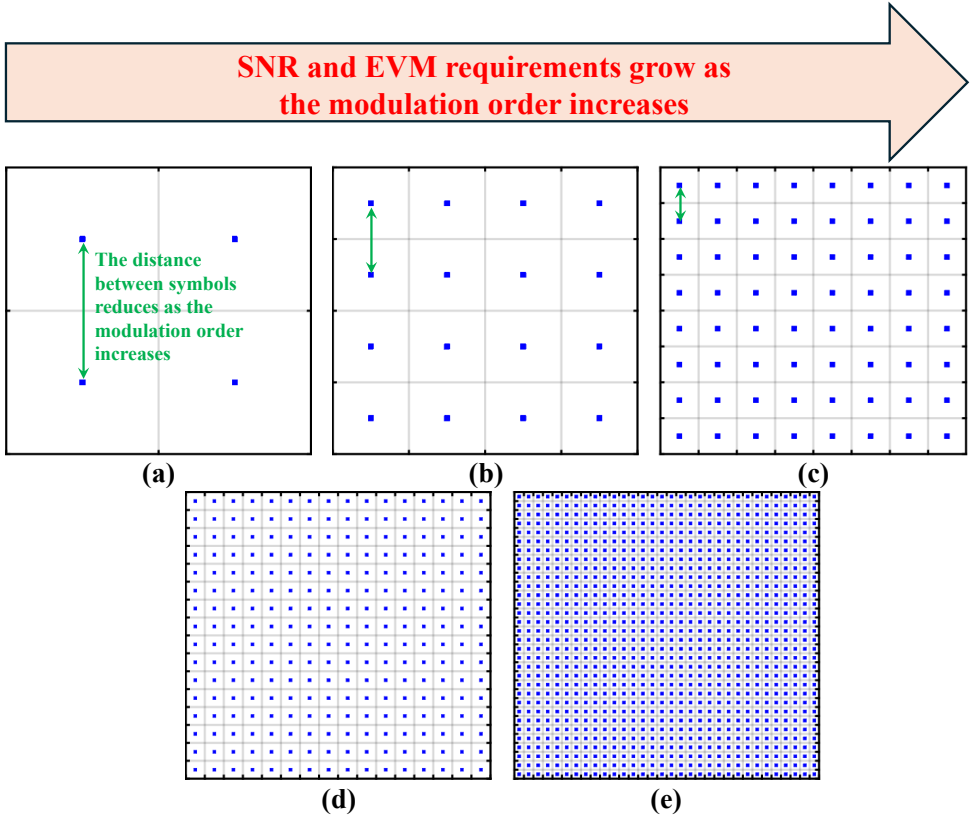 SNR and EVM requirements grow as
the modulation order increases
The distance
between symbols
reduces as the
modulation order
increases
(a)
(b)
(c)
(d)
(e)